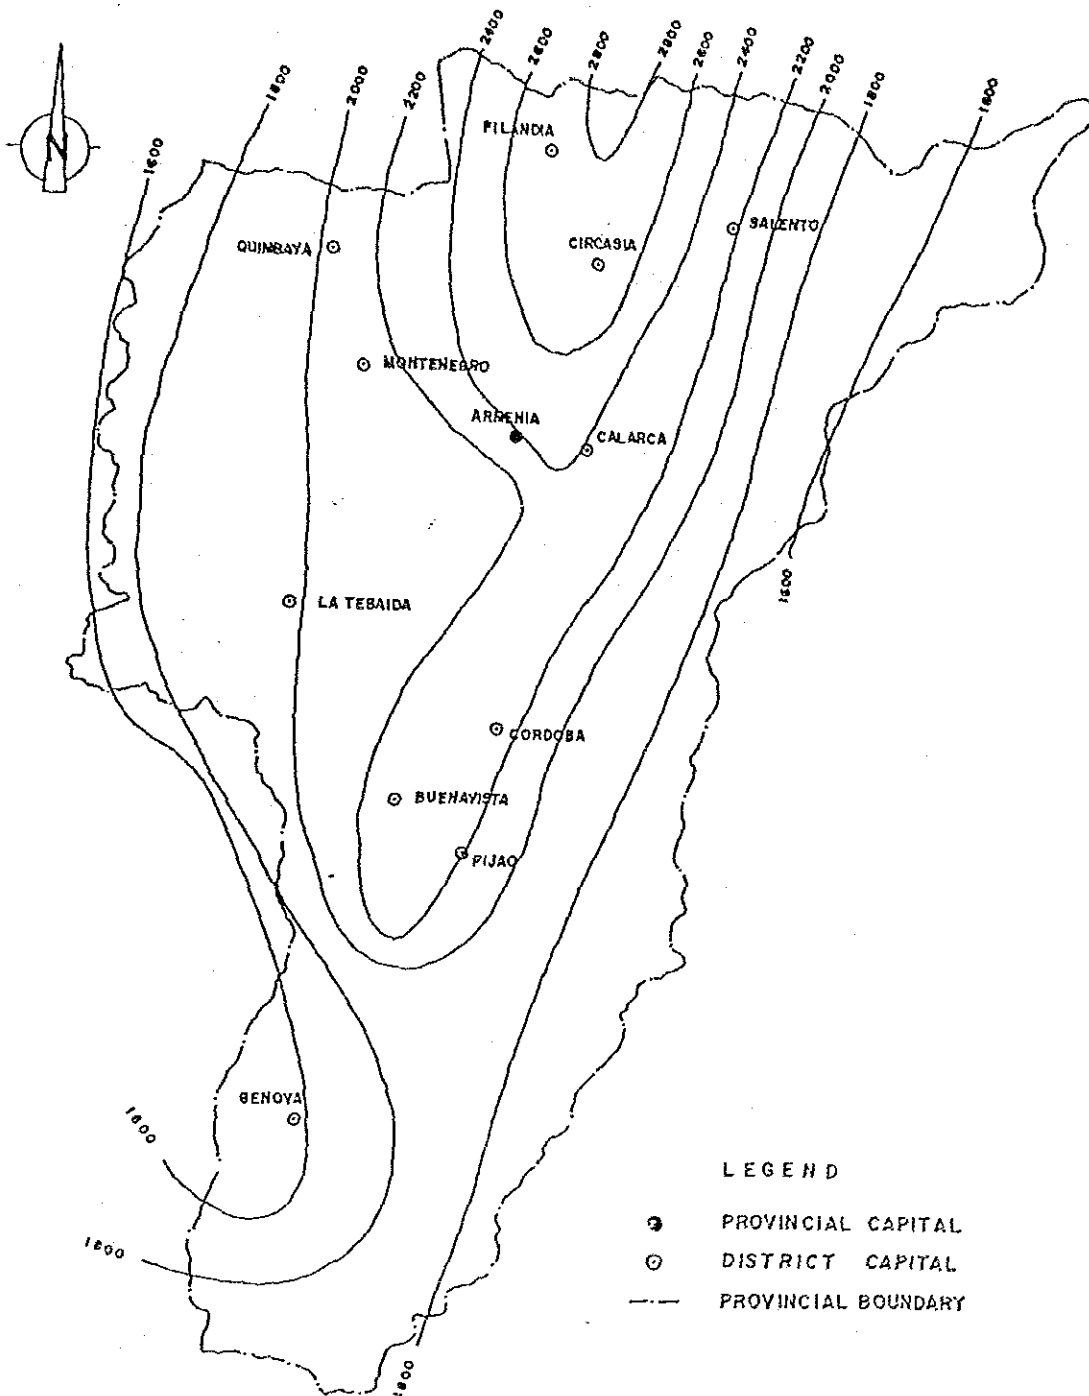 2400
2600
2800
2800
2600
2400
2200
2000
1800
1600
1800
2000
2200
1600
N
FILANDIA
QUIMBAYA
CIRCASIA
SALENTO
MONTENEGRO
ARMENIA
CALARCA
1600
LA TEBAIDA
CORDOBA
BUENAVISTA
PIJAO
GENOVA
1600
1800
1800
LEGEND
PROVINCIAL CAPITAL
DISTRICT CAPITAL
PROVINCIAL BOUNDARY